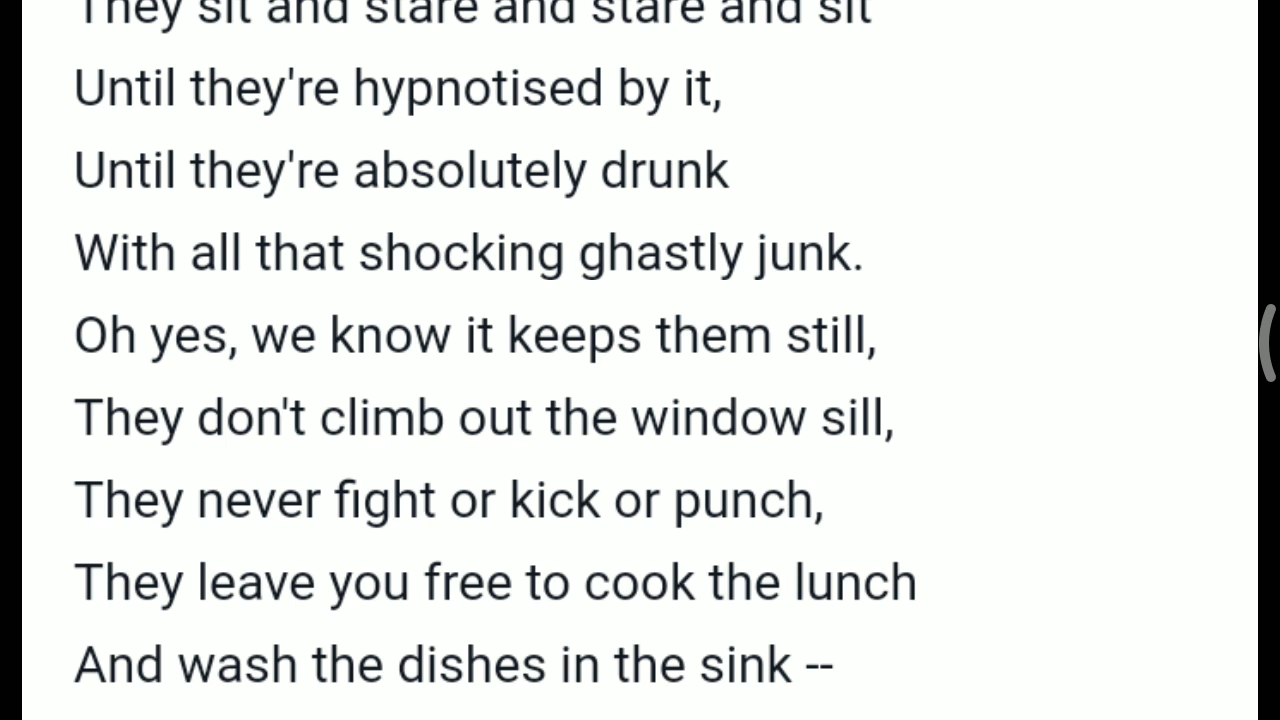 They sit and stare and stare and sit
Until they're hypnotised by it,
Until they're absolutely drunk
With all that shocking ghastly junk.
Oh yes, we know it keeps them still,
They don't climb out the window sill,
They never fight or kick or punch,
They leave you free to cook the lunch
And wash the dishes in the sink --